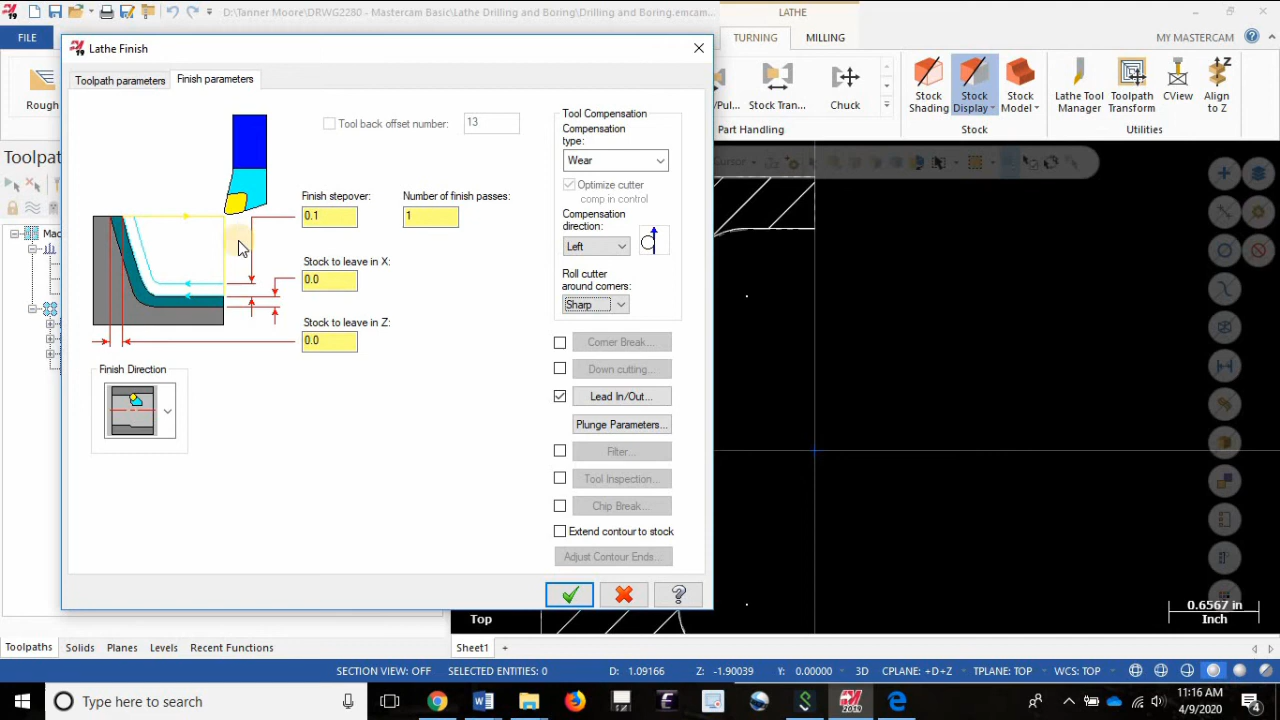 19
D:\Tanner Moore\DRWG2280 - Mastercam Basic\Lathe Drilling and Boring\Drilling and Boring.emcam...
LATHE
FILE
TURNING
MILLING
MY MASTERCAM
Lathe Finish
Toolpath parameters
Finish parameters
Rough
/Pul...
Stock Tran...
Chuck
Stock
Shading
Stock
Display
Stock
Model
Lathe Tool
Manager
Toolpath
Transform
CView
Align
to Z
Part Handling
Stock
Utilities
Toolpaths
Cursor
Mac
Tool back offset number:
13
Tool Compensation
Compensation
type:
Wear
Optimize cutter
comp in control
Compensation
direction:
Left
Roll cutter
around corners:
Sharp
Finish stepover:
0.1
Number of finish passes:
1
Stock to leave in X:
0.0
Stock to leave in Z:
0.0
Finish Direction
Corner Break...
Down cutting...
Lead In/Out...
Plunge Parameters...
Filter...
Tool Inspection...
Chip Break...
Extend contour to stock
Adjust Contour Ends...
Top
0.6567 in
Inch
Toolpaths
Solids
Planes
Levels
Recent Functions
Sheet1
+
SECTION VIEW: OFF
SELECTED ENTITIES: 0
D: 1.09166
Z: -1.90039
Y: 0.00000
3D
CPLANE: +D+Z
TPLANE: TOP
WCS: TOP
Type here to search
11:16 AM
4/9/2020
4